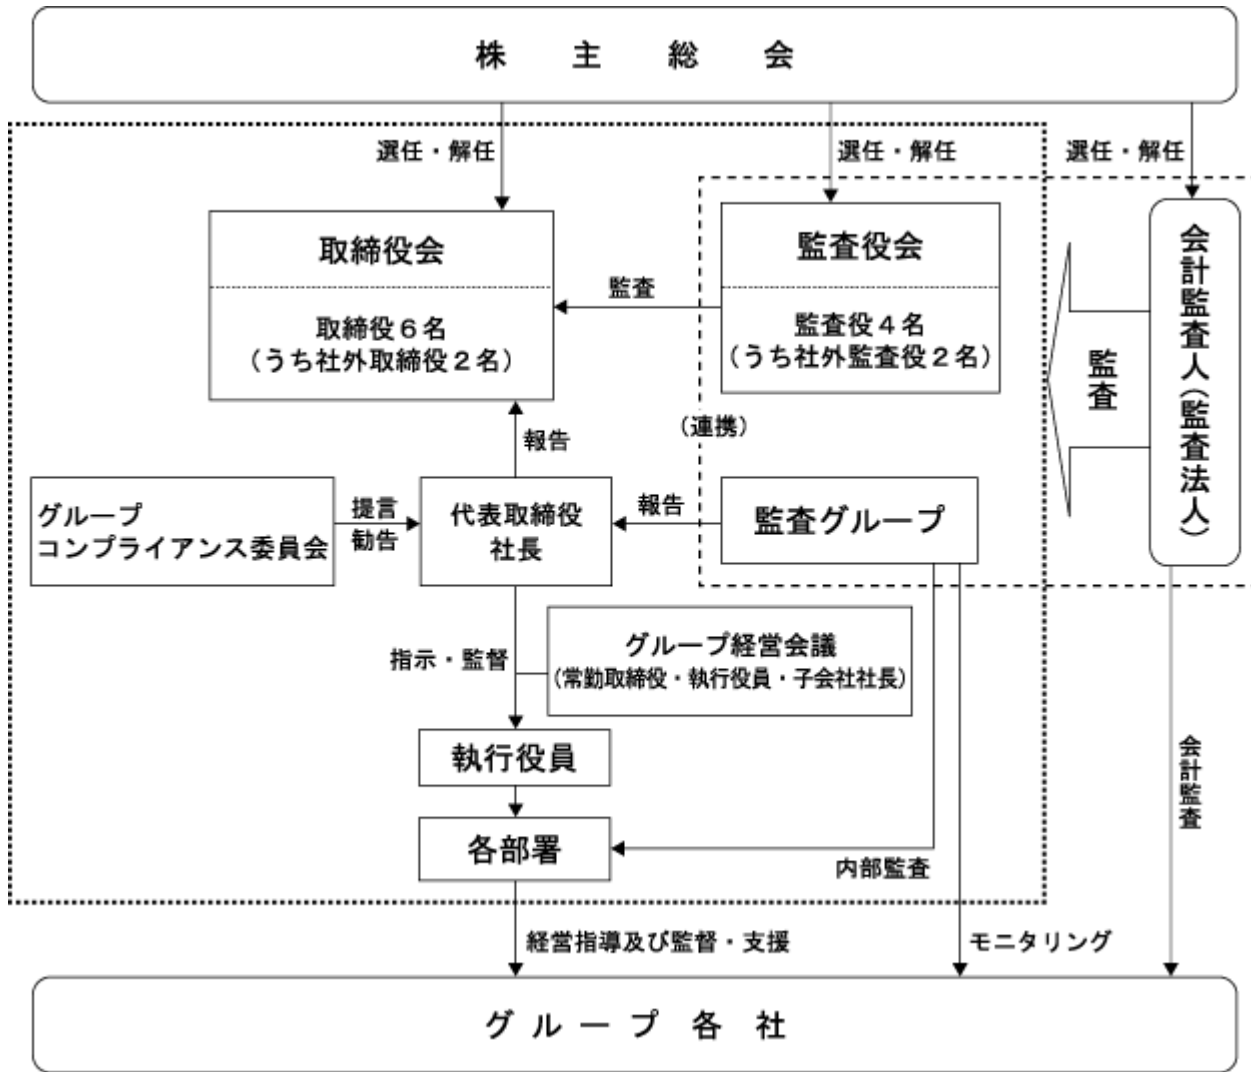 株主総会
選任・解任
選任・解任
選任・解任
取締役会
取締役６名
（うち社外取締役２名）
監査
監査役会
監査役４名
（うち社外監査役２名）
会計監査人（監査法人）
監査
（連携）
報告
グループ
コンプライアンス委員会
提言
勧告
代表取締役
社長
報告
監査グループ
指示・監督
グループ経営会議
（常勤取締役・執行役員・子会社社長）
執行役員
各部署
内部監査
会計監査
経営指導及び監督・支援
モニタリング
グループ各社